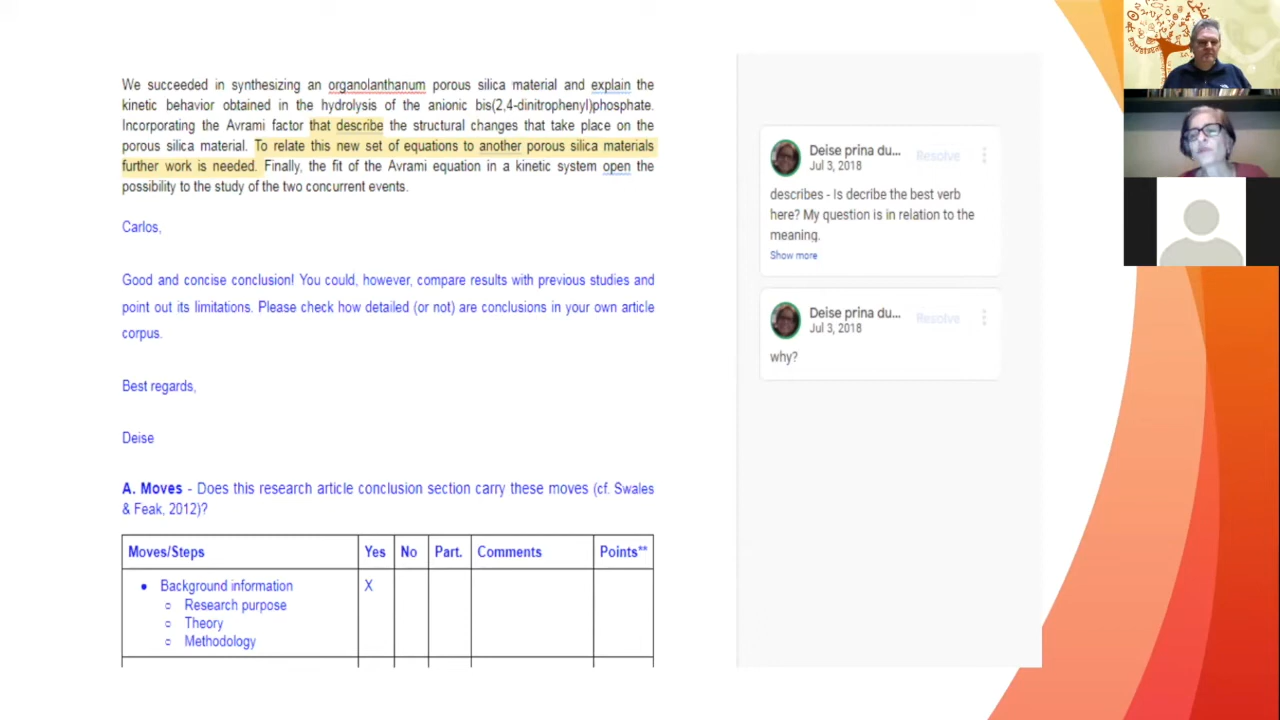 We succeeded in synthesizing an organolanthanum porous silica material and explain the
kinetic behavior obtained in the hydrolysis of the anionic bis(2,4-dinitrophenyl)phosphate.
Incorporating the Avrami factor that describe the structural changes that take place on the
porous silica material. To relate this new set of equations to another porous silica materials
further work is needed. Finally, the fit of the Avrami equation in a kinetic system open the
possibility to the study of the two concurrent events.
Carlos,
Good and concise conclusion! You could, however, compare results with previous studies and
point out its limitations. Please check how detailed (or not) are conclusions in your own article
corpus.
Best regards,
Deise
A. Moves - Does this research article conclusion section carry these moves (cf. Swales
& Feak, 2012)?
Moves/Steps Yes No Part. Comments Points**
Background information X
Research purpose
Theory
Methodology
Deise prina du... Resolve
Jul 3, 2018
describes - Is decribe the best verb
here? My question is in relation to the
meaning.
Show more
Deise prina du... Resolve
Jul 3, 2018
why?